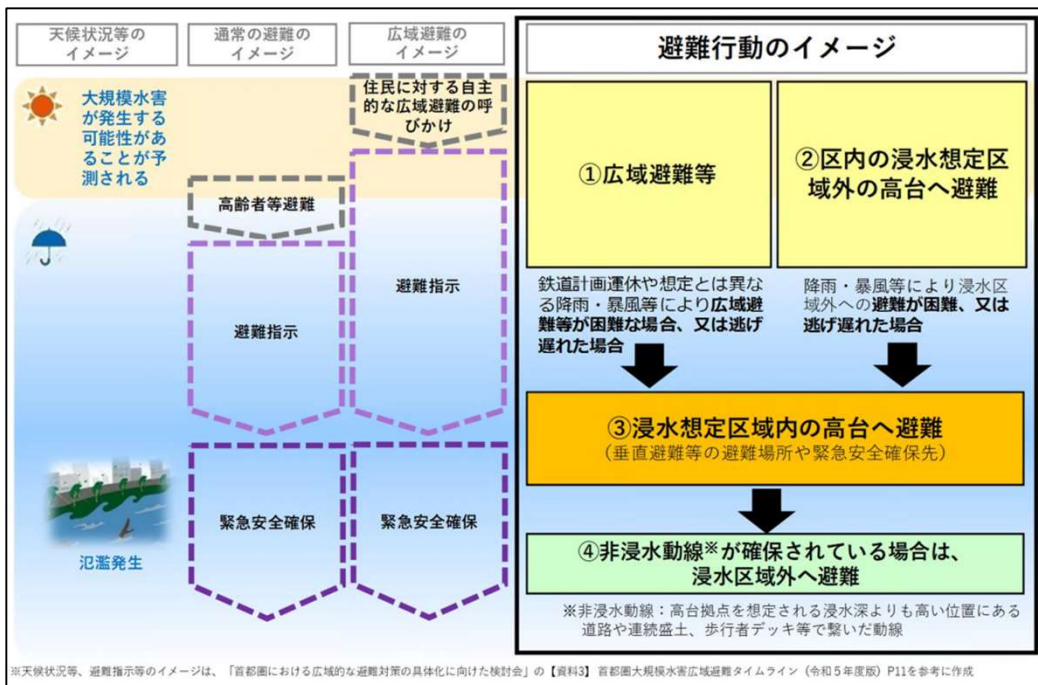 天候状況等の
イメージ
通常の避難の
イメージ
広域避難の
イメージ
避難行動のイメージ
大規模水害
が発生する
可能性があ
ることが予
測される
住民に対する自主
的な広域避難の呼
びかけ
高齢者等避難
避難指示
避難指示
緊急安全確保
緊急安全確保
氾濫発生
①広域避難等
②区内の浸水想定区
域外の高台へ避難
鉄道計画運休や想定とは異な
る降雨・暴風等により広域避
難等が困難な場合、又は逃げ
遅れた場合
降雨・暴風等により浸水区
域外への避難が困難、又は
逃げ遅れた場合
③浸水想定区域内の高台へ避難
(垂直避難等の避難場所や緊急安全確保先)
④非浸水動線※が確保されている場合は、
浸水区域外へ避難
※非浸水動線：高台拠点を想定される浸水深よりも高い位置にある
道路や連続盛土、歩行者デッキ等で繋いだ動線
※天候状況等、避難指示等のイメージは、「首都圏における広域的な避難対策の具体化に向けた検討会」の【資料3】首都圏大規模水害広域避難タイムライン（令和５年度版）P11を参考に作成